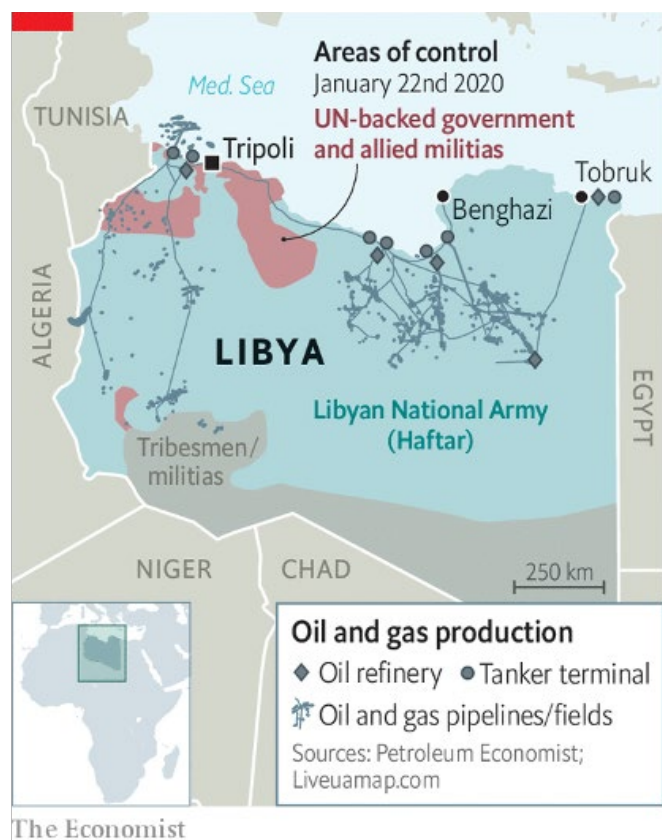 Areas of control
January 22nd 2020
UN-backed government
and allied militias
Med. Sea
TUNISIA
Tripoli
Benghazi
Tobruk
ALGERIA
LIBYA
EGYPT
Libyan National Army
(Haftar)
Tribesmen/
militias
NIGER
CHAD
250 km
Oil and gas production
Oil refinery
Tanker terminal
Oil and gas pipelines/fields
Sources: Petroleum Economist;
Liveuamap.com
The Economist